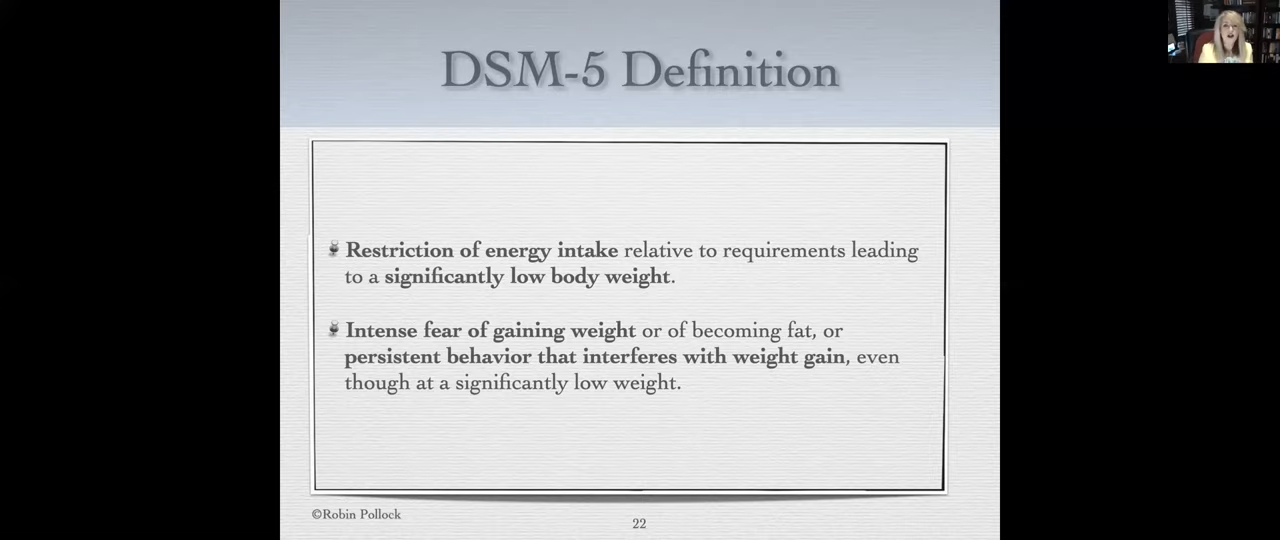 DSM-5 Definition
Restriction of energy intake relative to requirements leading
to a significantly low body weight.
Intense fear of gaining weight or of becoming fat, or
persistent behavior that interferes with weight gain, even
though at a significantly low weight.
©Robin Pollock
22